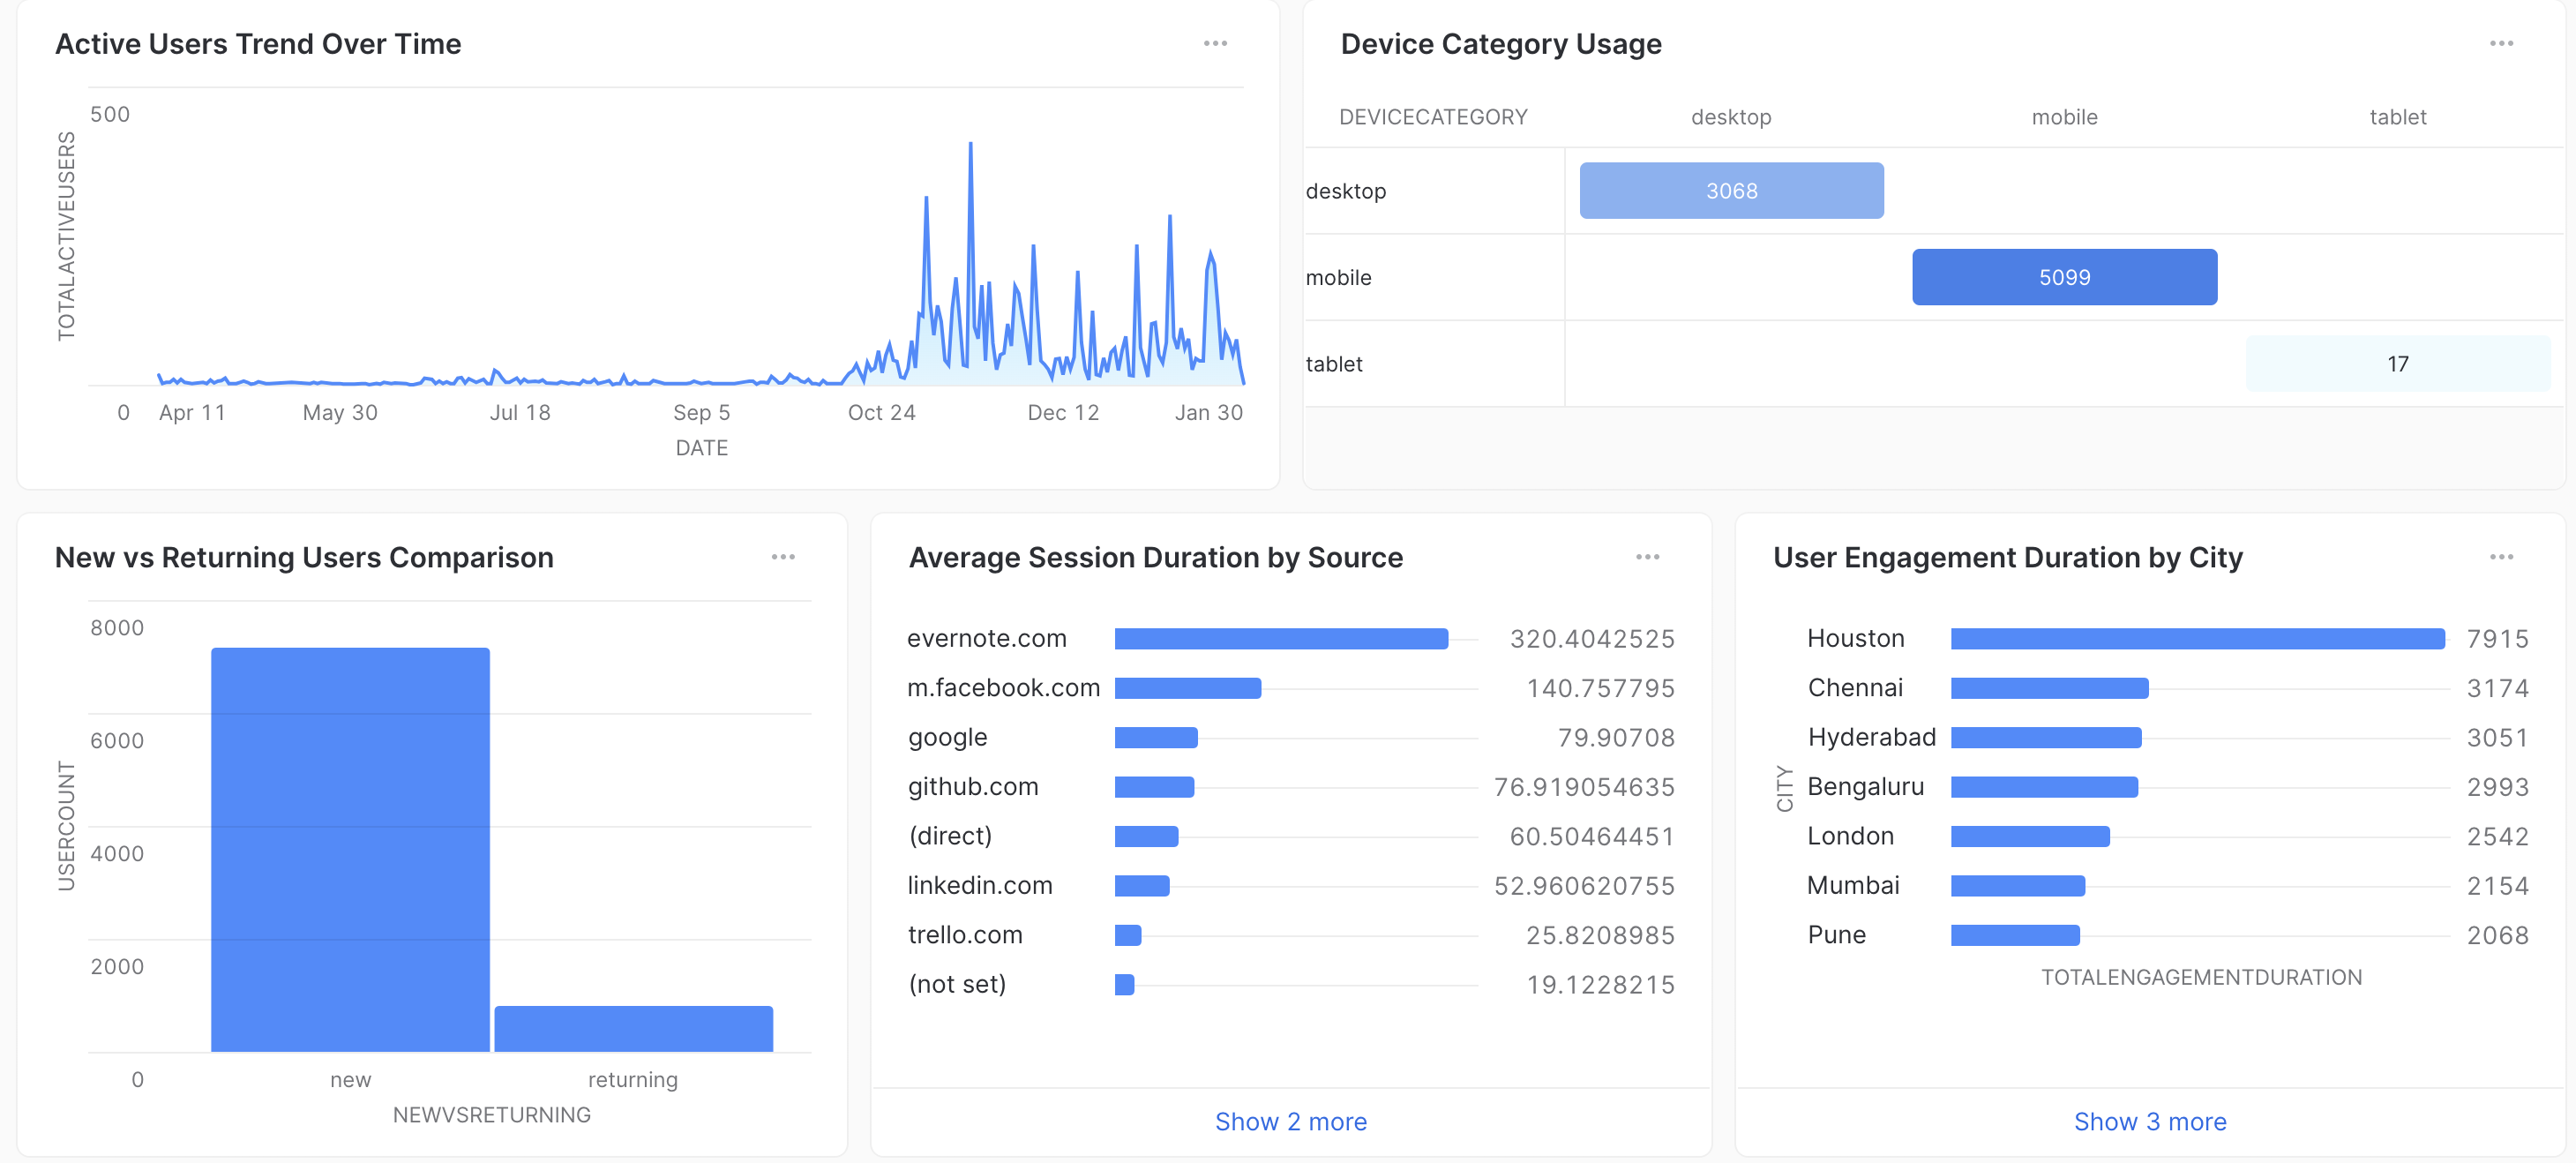 Active Users Trend Over Time
500
TOTALACTIVEUSERS
0 Apr 11 May 30 Jul 18 Sep 5 Oct 24 Dec 12 Jan 30
DATE
Device Category Usage
DEVICECATEGORY desktop mobile tablet
desktop 3068
mobile 5099
tablet 17
New vs Returning Users Comparison
8000
6000
4000
2000
0
USERCOUNT
new returning
NEWVSRETURNING
Average Session Duration by Source
evernote.com 320.4042525
m.facebook.com 140.757795
google 79.90708
github.com 76.919054635
(direct) 60.50464451
linkedin.com 52.960620755
trello.com 25.8208985
(not set) 19.1228215
Show 2 more
User Engagement Duration by City
CITY
Houston 7915
Chennai 3174
Hyderabad 3051
Bengaluru 2993
London 2542
Mumbai 2154
Pune 2068
TOTALENGAGEMENTDURATION
Show 3 more